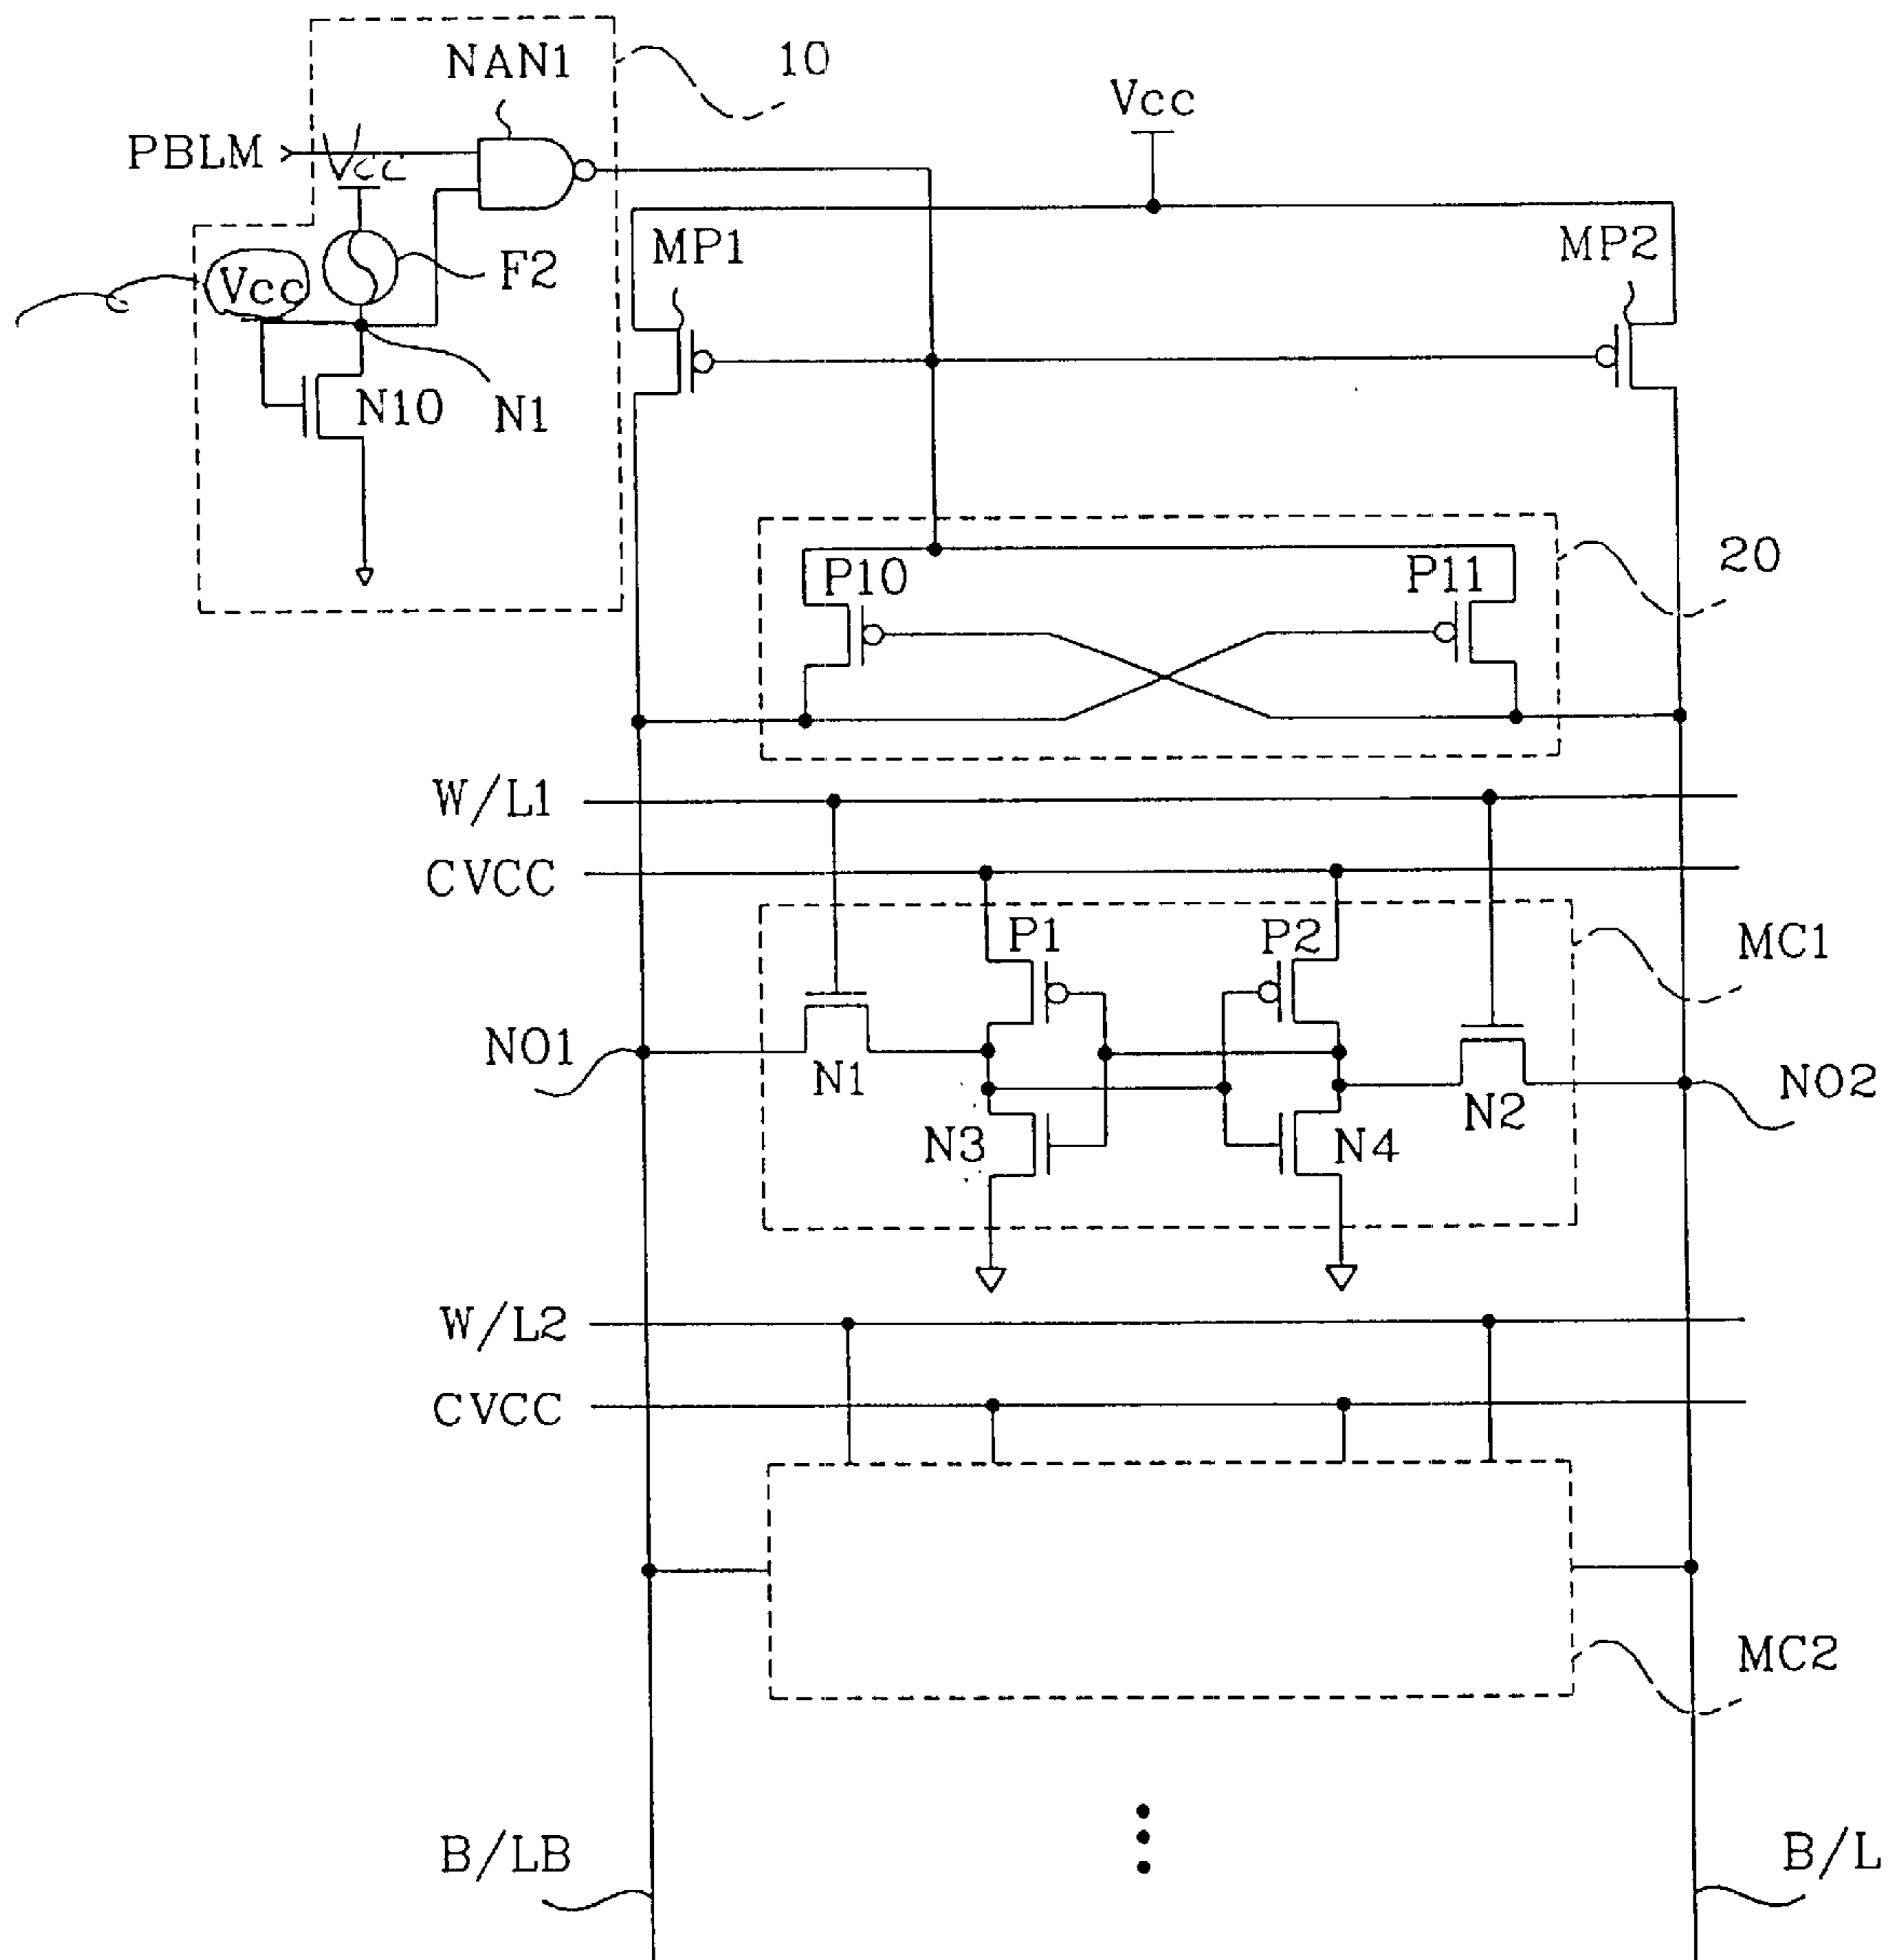 NAN1
10
Vcc
PBLM
Vcc
MP1
MP2
F2
Vcc
N10
N1
20
P10
P11
W/L1
CVCC
P1
P2
MC1
NO1
N1
N2
NO2
N3
N4
W/L2
CVCC
MC2
B/LB
B/L